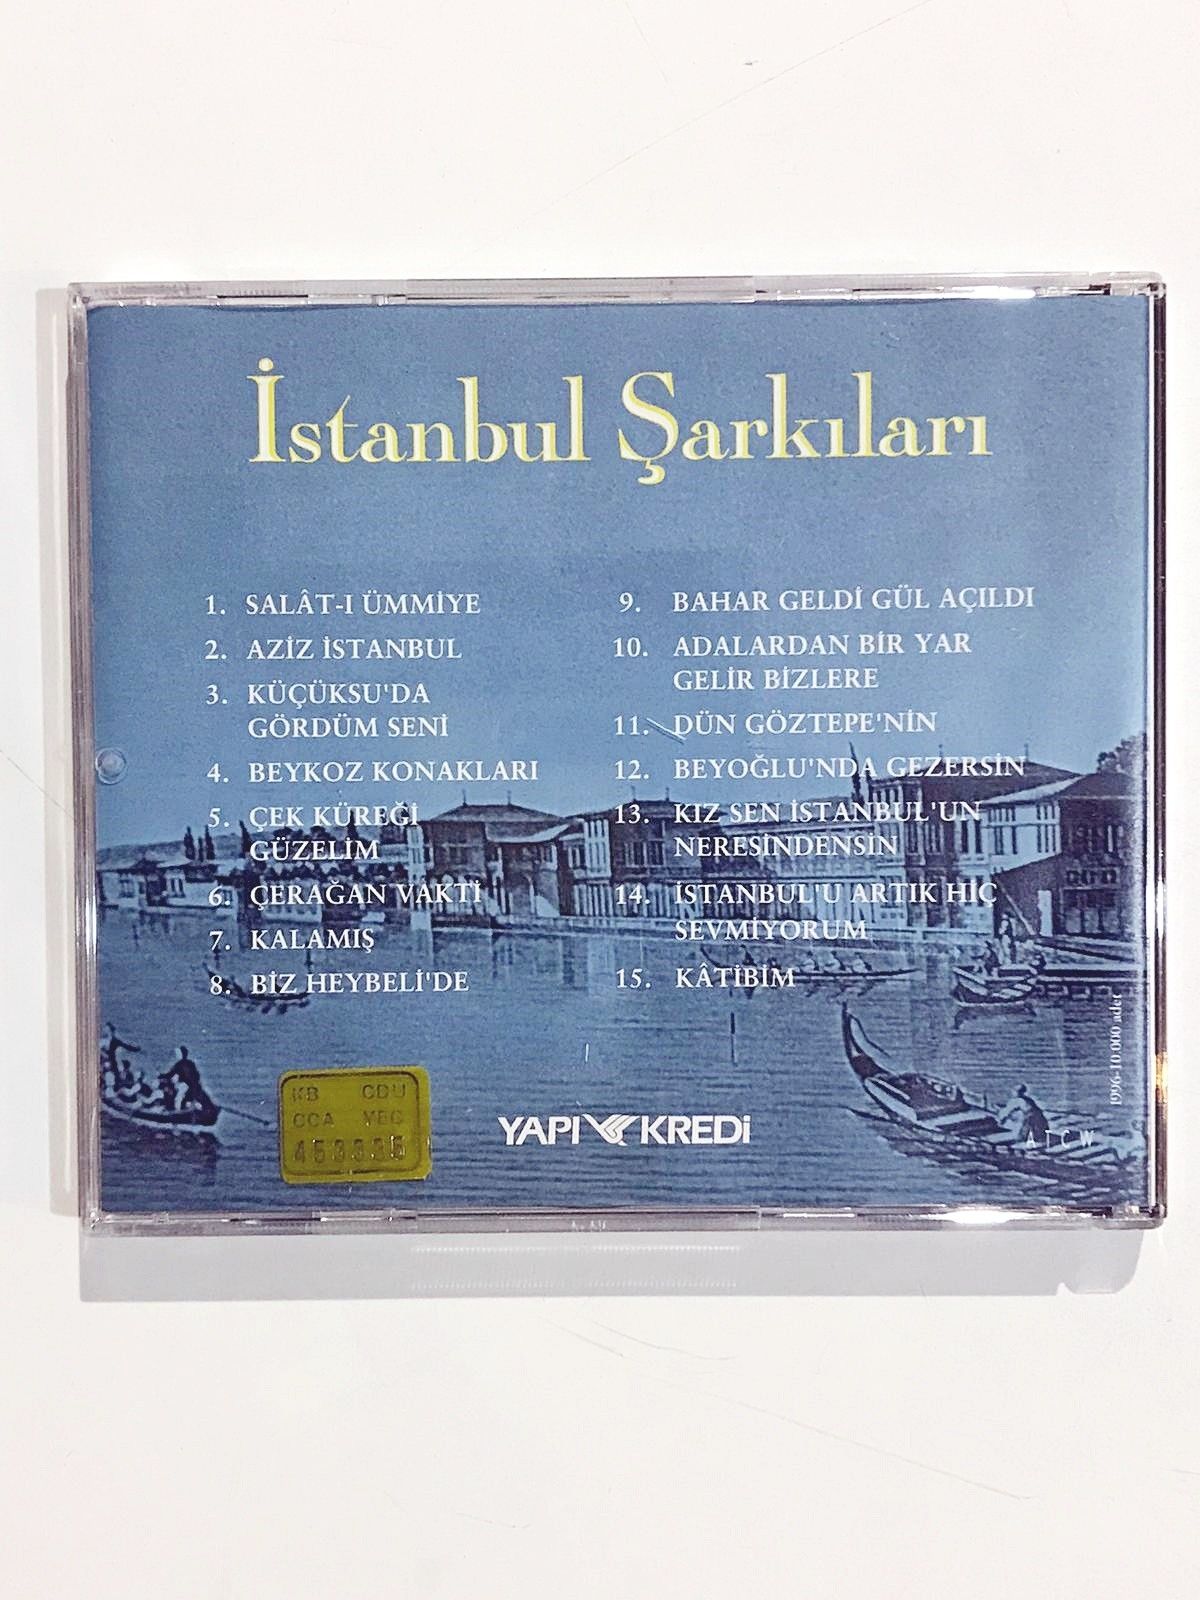 İstanbul Şarkıları
1. SALÂT-I ÜMMİYE
2. AZİZ İSTANBUL
3. KÜÇÜKSU'DA
GÖRDÜM SENİ
4. BEYKOZ KONAKLARI
5. ÇEK KÜREĞİ
GÜZELİM
6. ÇERAĞAN VAKTİ
7. KALAMIŞ
8. BİZ HEYBELİ'DE
9. BAHAR GELDİ GÜL AÇILDI
10. ADALARDAN BİR YAR
GELİR BİZLERE
11. DÜN GÖZTEPE'NİN
12. BEYOĞLU'NDA GEZERSİN
13. KIZ SEN İSTANBUL'UN
NERESİNDENSİN
14. İSTANBUL'U ARTIK HİÇ
SEVMİYORUM
15. KÂTİBİM
1996-10 000 adet
KB CDU
CCA
YAPI KREDİ
ATCW